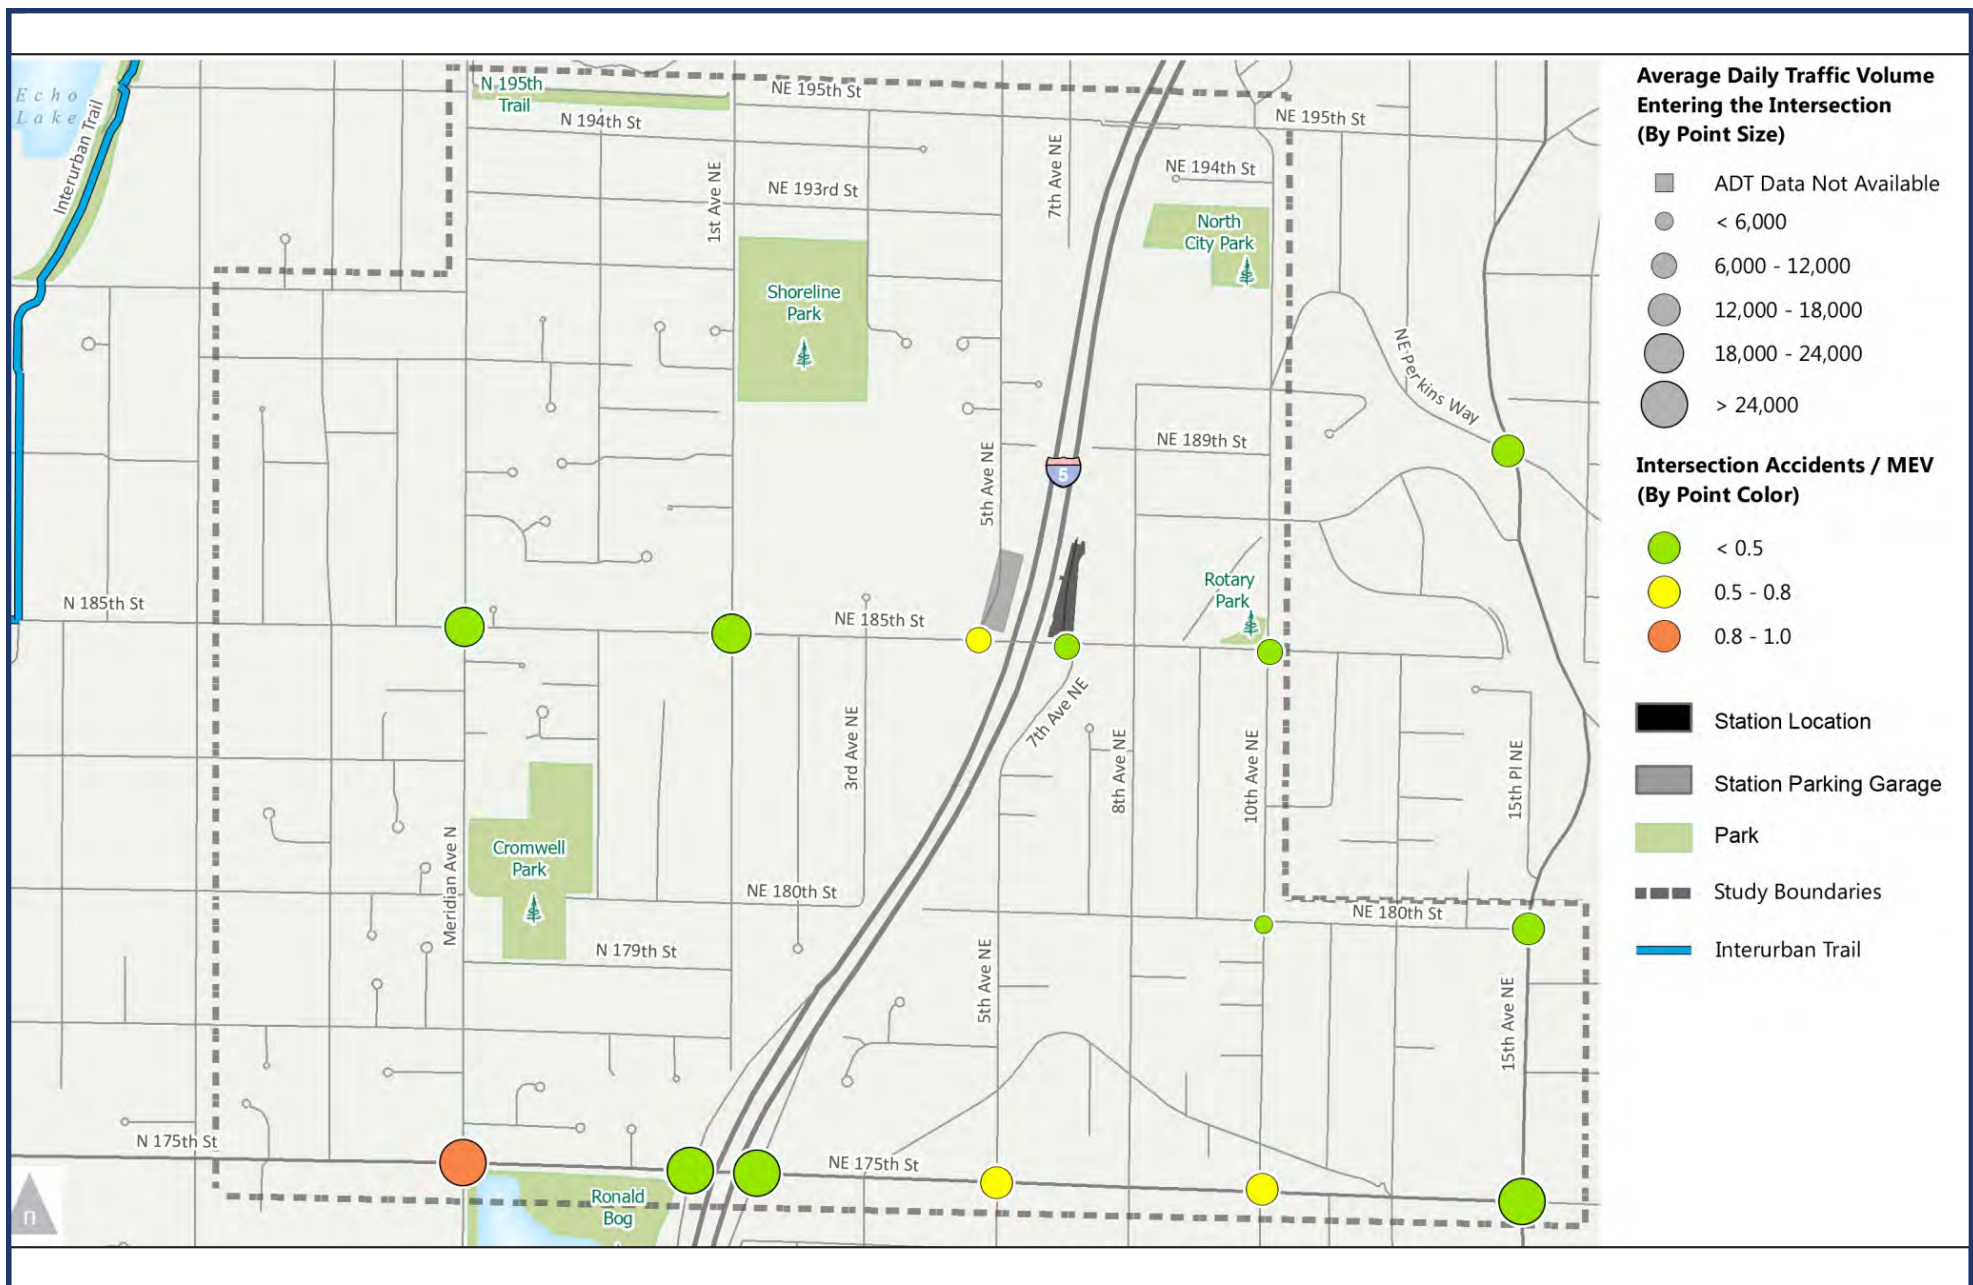 Echo
Lake
Interurban Trail
N 195th
Trail
N 194th St
NE 195th St
NE 195th St
1st Ave NE
NE 193rd St
7th Ave NE
NE 194th St
North
City Park
Shoreline
Park
NE Perkins Way
5th Ave NE
NE 189th St
5
N 185th St
NE 185th St
Rotary
Park
7th Ave NE
3rd Ave NE
8th Ave NE
10th Ave NE
15th Pl NE
Meridian Ave N
Cromwell
Park
NE 180th St
NE 180th St
N 179th St
5th Ave NE
15th Ave NE
N 175th St
NE 175th St
Ronald
Bog
n
Average Daily Traffic Volume
Entering the Intersection
(By Point Size)
ADT Data Not Available
< 6,000
6,000 - 12,000
12,000 - 18,000
18,000 - 24,000
> 24,000
Intersection Accidents / MEV
(By Point Color)
< 0.5
0.5 - 0.8
0.8 - 1.0
Station Location
Station Parking Garage
Park
Study Boundaries
Interurban Trail